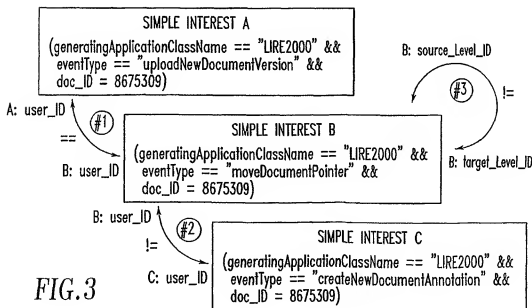 SIMPLE INTEREST A
(generatingApplicationClassName == "LIRE2000" &&
eventType == "uploadNewDocumentVersion" &&
doc_ID = 8675309)
B: source_Level_ID
#3
!=
A: user_ID
#1
==
B: user_ID
SIMPLE INTEREST B
(generatingApplicationClassName == "LIRE2000" &&
eventType == "moveDocumentPointer" &&
doc_ID = 8675309)
B: target_Level_ID
B: user_ID
#2
!=
C: user_ID
SIMPLE INTEREST C
(generatingApplicationClassName == "LIRE2000" &&
eventType == "createNewDocumentAnnotation" &&
doc_ID = 8675309)
FIG.3